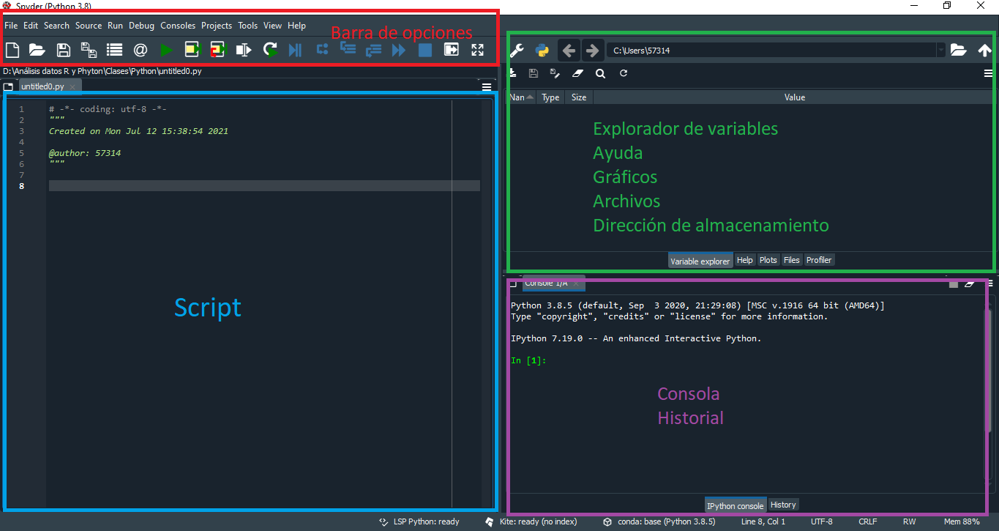 Spyder (Python 3.8)
File Edit Search Source Run Debug Consoles Projects Tools View Help
Barra de opciones
D:\Análisis datos R y Phyton\Clases\Python\untitled0.py
untitled0.py
1 # -*- coding: utf-8 -*-
2 """
3 Created on Mon Jul 12 15:38:54 2021
4
5 @author: 57314
6 """
7
8
Script
C:\Users\57314
Nan Type Size Value
Explorador de variables
Ayuda
Gráficos
Archivos
Dirección de almacenamiento
Variable explorer Help Plots Files Profiler
Console 1/A
Python 3.8.5 (default, Sep  3 2020, 21:29:08) [MSC v.1916 64 bit (AMD64)]
Type "copyright", "credits" or "license" for more information.
IPython 7.19.0 -- An enhanced Interactive Python.
In [1]:
Consola
Historial
IPython console History
LSP Python: ready Kite: ready (no index) conda: base (Python 3.8.5) Line 8, Col 1 UTF-8 CRLF RW Mem 88%